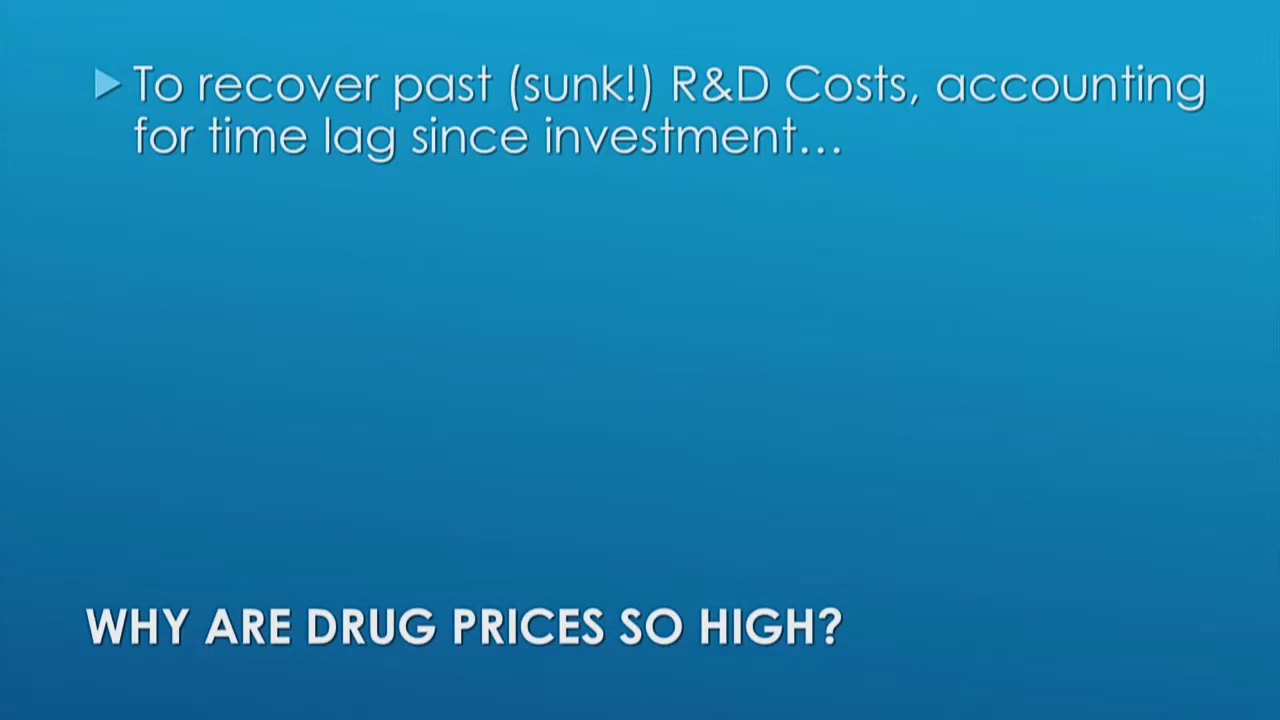 To recover past (sunk!) R&D Costs, accounting
for time lag since investment…
WHY ARE DRUG PRICES SO HIGH?